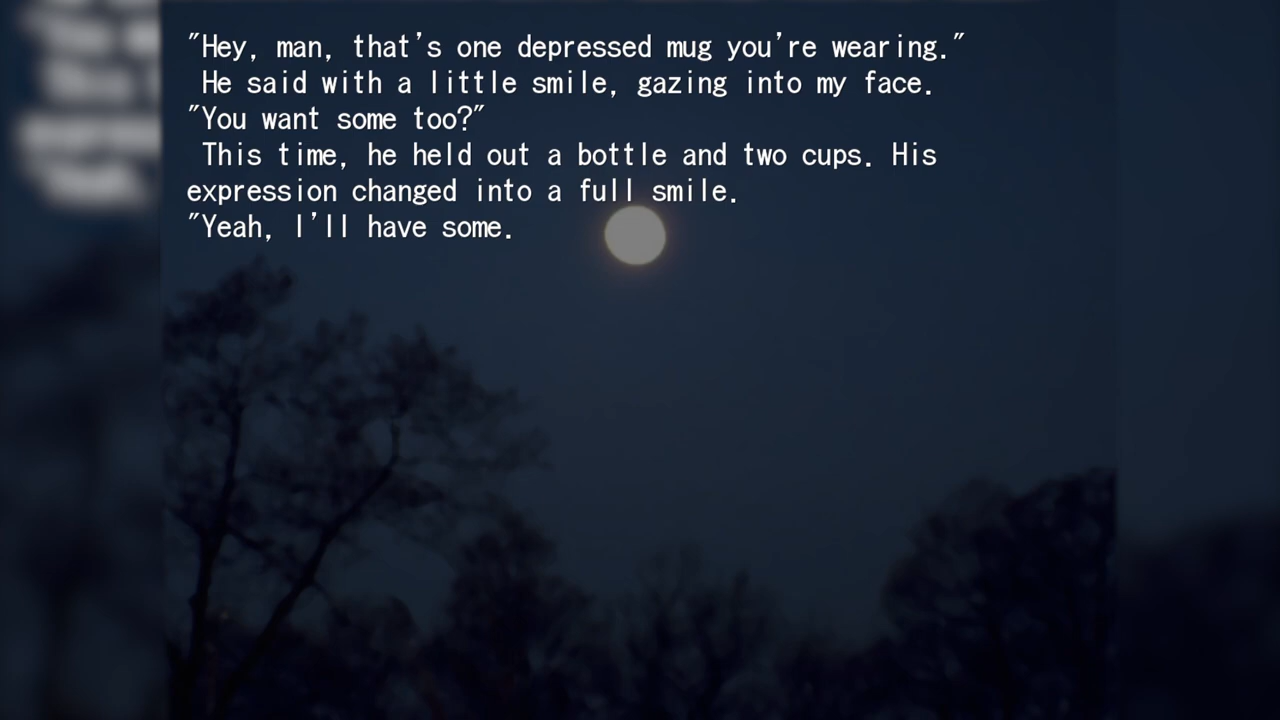 "Hey, man, that's one depressed mug you're wearing."
He said with a little smile, gazing into my face.
"You want some too?"
This time, he held out a bottle and two cups. His
expression changed into a full smile.
"Yeah, I'll have some.